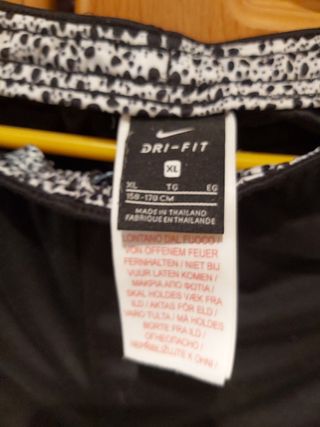 DRI-FIT
XL
XL TG EG
158-170 CM
MADE IN THAILAND
FABRIQUÉ EN THAILANDE
LONTANO DAL FUOCO /
VON OFFENEM FEUER
FERNHALTEN / NIET BIJ
VUUR LATEN KOMEN /
ΜΑΚΡΙΑ ΑΠΟ ΦΩΤΙΑ /
SKAL HOLDES VÆK FRA
ILD / AKTAS FÖR ELD /
VARO TULTA / MÅ HOLDES
BORTE FRA ILD /
ОГНЕОПАСНО /